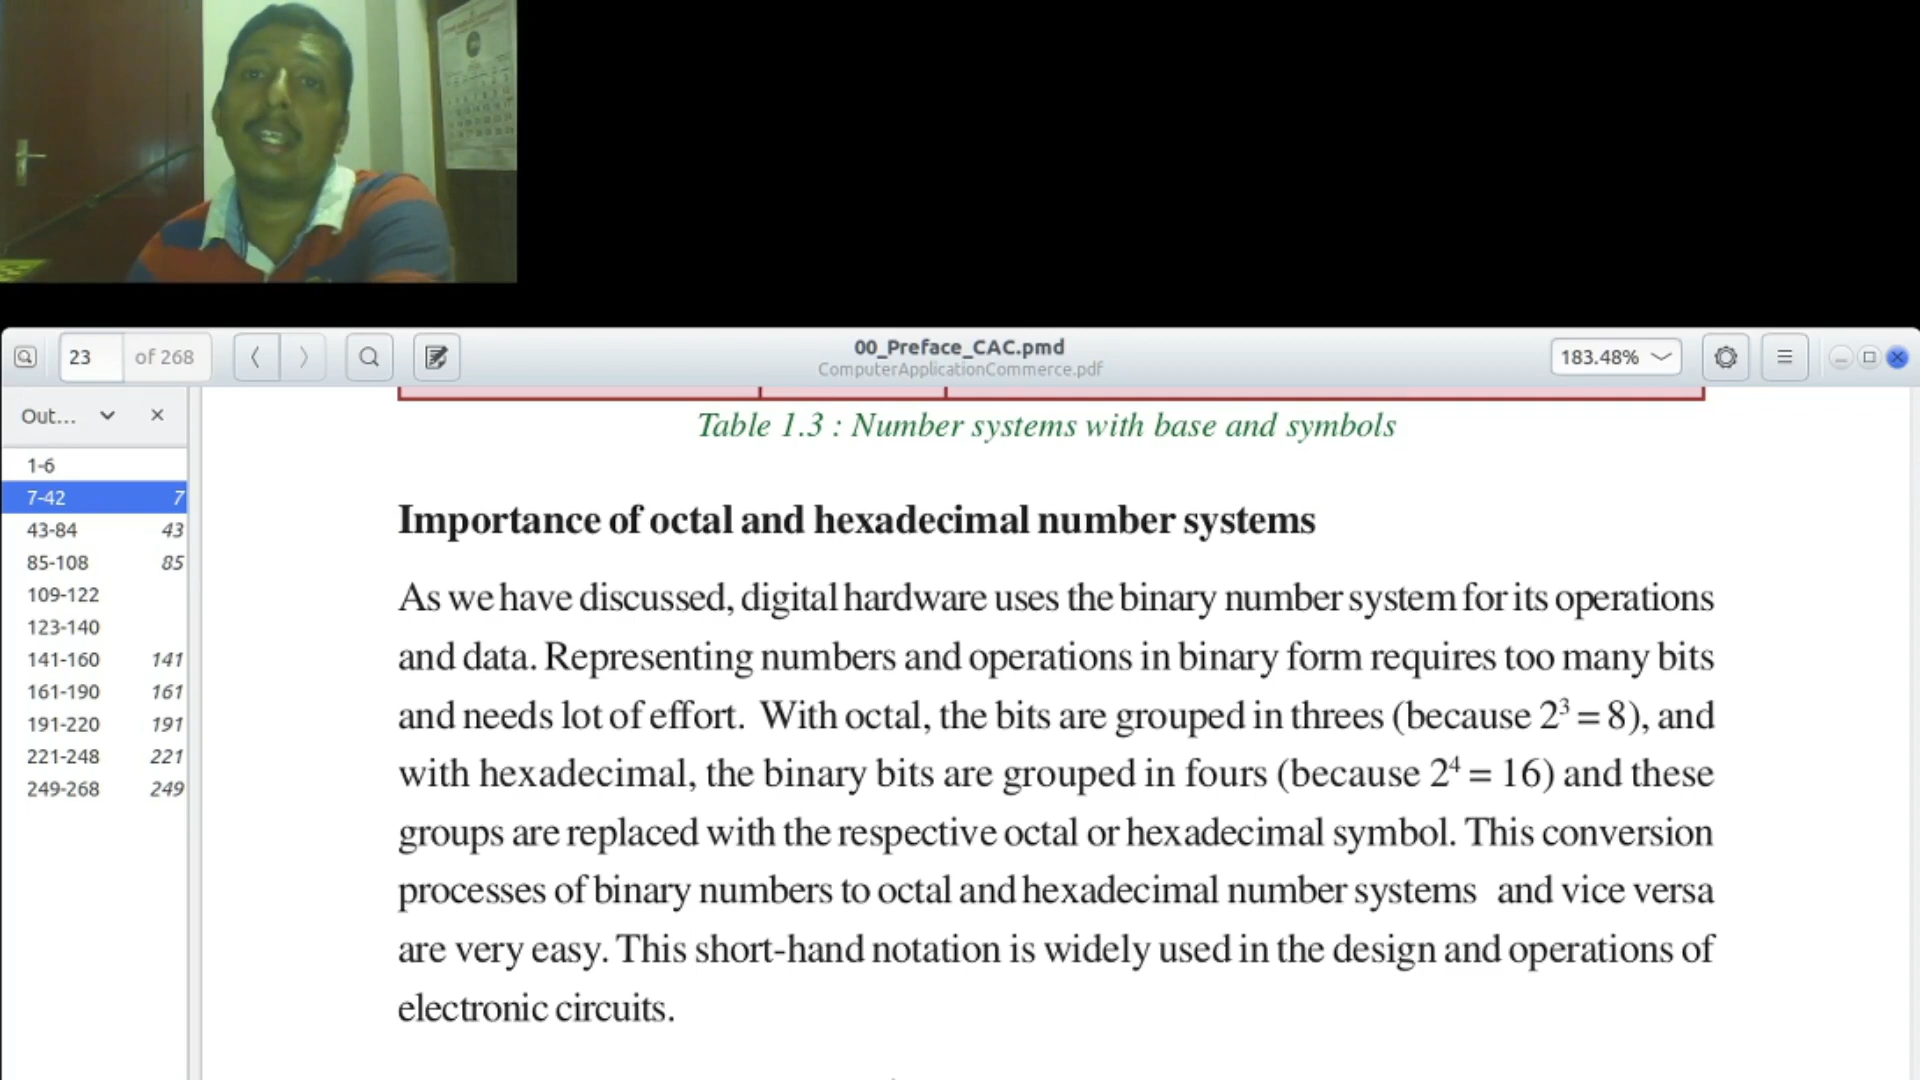 23 of 268
00_Preface_CAC.pmd
ComputerApplicationCommerce.pdf
183.48%
Out...
1-6
7-42 7
43-84 43
85-108 85
109-122
123-140
141-160 141
161-190 161
191-220 191
221-248 221
249-268 249
Table 1.3 : Number systems with base and symbols
Importance of octal and hexadecimal number systems
As we have discussed, digital hardware uses the binary number system for its operations
and data. Representing numbers and operations in binary form requires too many bits
and needs lot of effort. With octal, the bits are grouped in threes (because 2³ = 8), and
with hexadecimal, the binary bits are grouped in fours (because 2⁴ = 16) and these
groups are replaced with the respective octal or hexadecimal symbol. This conversion
processes of binary numbers to octal and hexadecimal number systems and vice versa
are very easy. This short-hand notation is widely used in the design and operations of
electronic circuits.